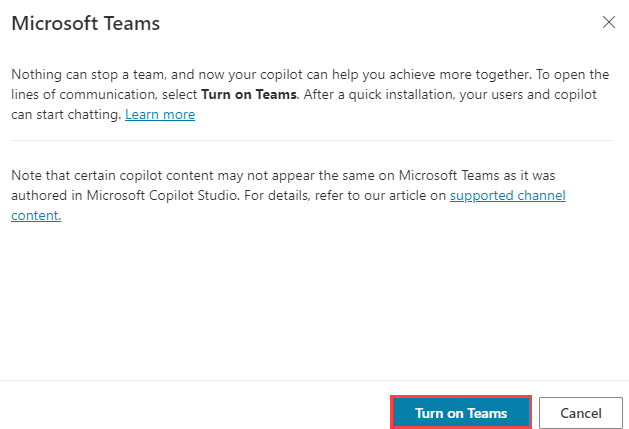 Microsoft Teams
Nothing can stop a team, and now your copilot can help you achieve more together. To open the
lines of communication, select Turn on Teams. After a quick installation, your users and copilot
can start chatting. Learn more
Note that certain copilot content may not appear the same on Microsoft Teams as it was
authored in Microsoft Copilot Studio. For details, refer to our article on supported channel
content.
Turn on Teams
Cancel